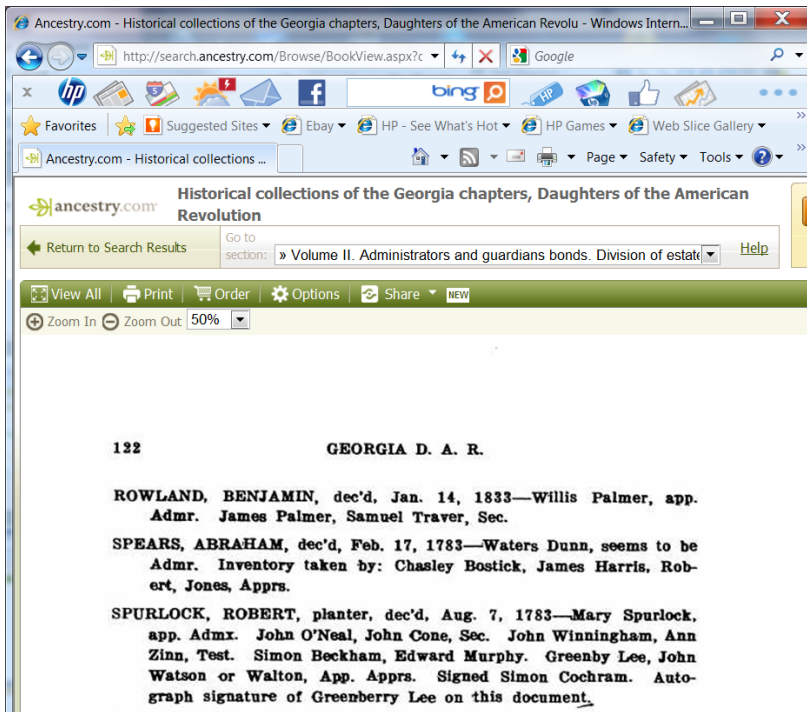 Ancestry.com - Historical collections of the Georgia chapters, Daughters of the American Revolu - Windows Intern...
http://search.ancestry.com/Browse/BookView.aspx?c
Google
x hp 5 f bing HP
Favorites Suggested Sites Ebay HP - See What's Hot HP Games Web Slice Gallery »
Ancestry.com - Historical collections ... Page Safety Tools »
ancestry.com
Historical collections of the Georgia chapters, Daughters of the American
Revolution
Return to Search Results
Go to
section: » Volume II. Administrators and guardians bonds. Division of estate
Help
View All | Print | Order | Options | Share NEW
Zoom In Zoom Out 50%
122 GEORGIA D. A. R.
ROWLAND, BENJAMIN, dec'd, Jan. 14, 1833—Willis Palmer, app.
Admr. James Palmer, Samuel Traver, Sec.
SPEARS, ABRAHAM, dec'd, Feb. 17, 1783—Waters Dunn, seems to be
Admr. Inventory taken by: Chasley Bostick, James Harris, Rob-
ert, Jones, Apprs.
SPURLOCK, ROBERT, planter, dec'd, Aug. 7, 1783—Mary Spurlock,
app. Admx. John O'Neal, John Cone, Sec. John Winningham, Ann
Zinn, Test. Simon Beckham, Edward Murphy. Greenby Lee, John
Watson or Walton, App. Apprs. Signed Simon Cochram. Auto-
graph signature of Greenberry Lee on this document.